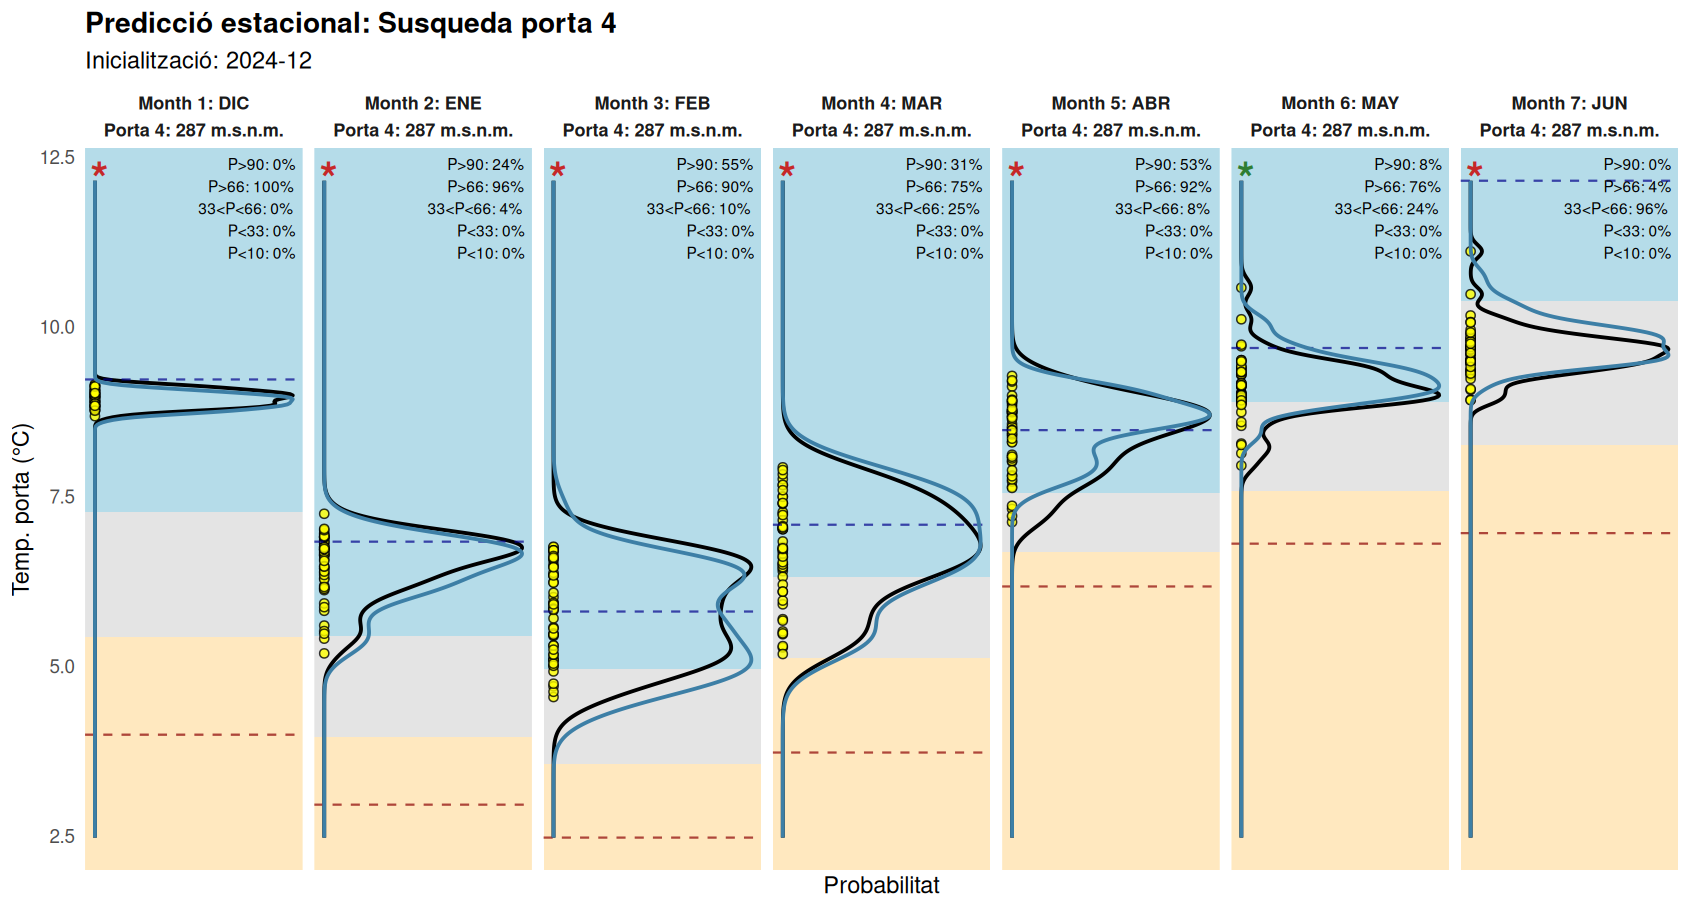 Predicció estacional: Susqueda porta 4
Inicialització: 2024-12
Month 1: DIC
Porta 4: 287 m.s.n.m.
Month 2: ENE
Porta 4: 287 m.s.n.m.
Month 3: FEB
Porta 4: 287 m.s.n.m.
Month 4: MAR
Porta 4: 287 m.s.n.m.
Month 5: ABR
Porta 4: 287 m.s.n.m.
Month 6: MAY
Porta 4: 287 m.s.n.m.
Month 7: JUN
Porta 4: 287 m.s.n.m.
Temp. porta (°C)
12.5
10.0
7.5
5.0
2.5
*
P>90: 0%
P>66: 100%
33<P<66: 0%
P<33: 0%
P<10: 0%
*
P>90: 24%
P>66: 96%
33<P<66: 4%
P<33: 0%
P<10: 0%
*
P>90: 55%
P>66: 90%
33<P<66: 10%
P<33: 0%
P<10: 0%
*
P>90: 31%
P>66: 75%
33<P<66: 25%
P<33: 0%
P<10: 0%
*
P>90: 53%
P>66: 92%
33<P<66: 8%
P<33: 0%
P<10: 0%
*
P>90: 8%
P>66: 76%
33<P<66: 24%
P<33: 0%
P<10: 0%
*
P>90: 0%
P>66: 4%
33<P<66: 96%
P<33: 0%
P<10: 0%
Probabilitat